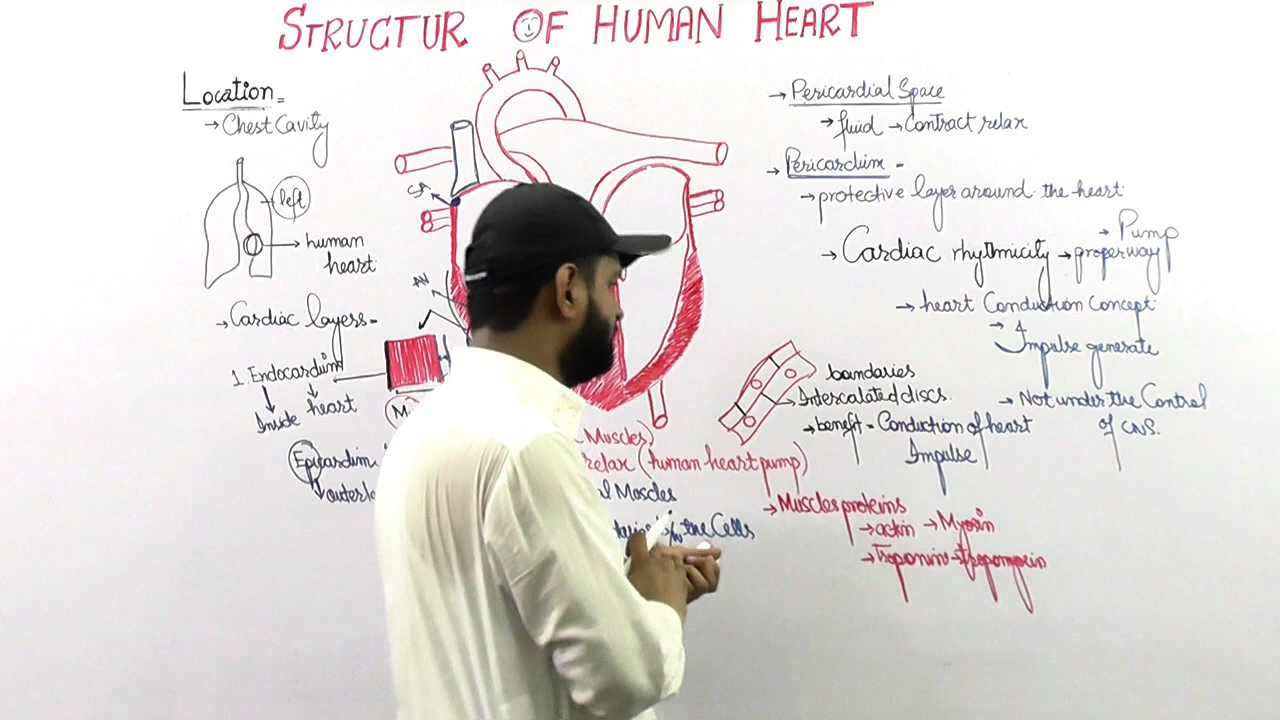 STRUCTUR OF HUMAN HEART
Location
→ Chest Cavity
left
→ human
heart
→ Cardiac layers
1. Endocardium
Inside
heart
Epicardim
AV
Muscles)
relax (human heart pump)
Muscles
the Cells
→ Pericardial Space
→ fluid → Contract relax
→ Pericardium -
→ protective layer around the heart
→ Pump
→ Cardiac rhythmicity → proper way
→ heart Conduction Concept
→ Impulse generate
→ Not under the Control
of CNS.
boundaries
Intercalated discs.
→ benefit = Conduction of heart
Impulse
→ Muscles proteins
→ actin → Myosin
→ Troponin - tropomyocin